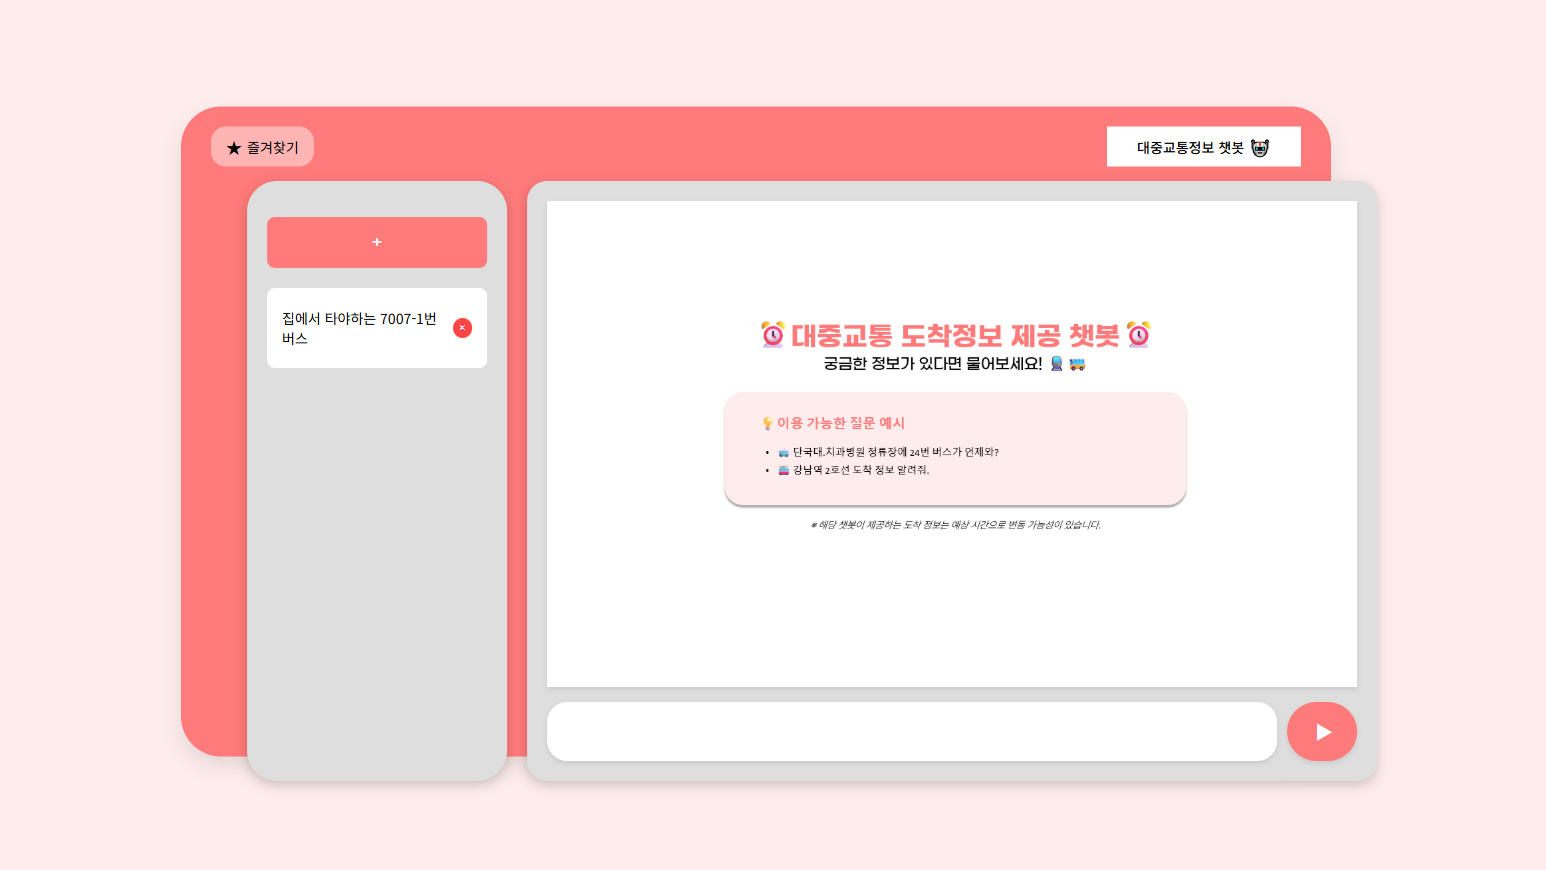 ★ 즐겨찾기
대중교통정보 챗봇
+
집에서 타야하는 7007-1번
버스
×
대중교통 도착정보 제공 챗봇
궁금한 정보가 있다면 물어보세요!
이용 가능한 질문 예시
• 단국대.치과병원 정류장에 24번 버스가 언제와?
• 강남역 2호선 도착 정보 알려줘.
※ 해당 챗봇이 제공하는 도착 정보는 예상 시간으로 변동 가능성이 있습니다.